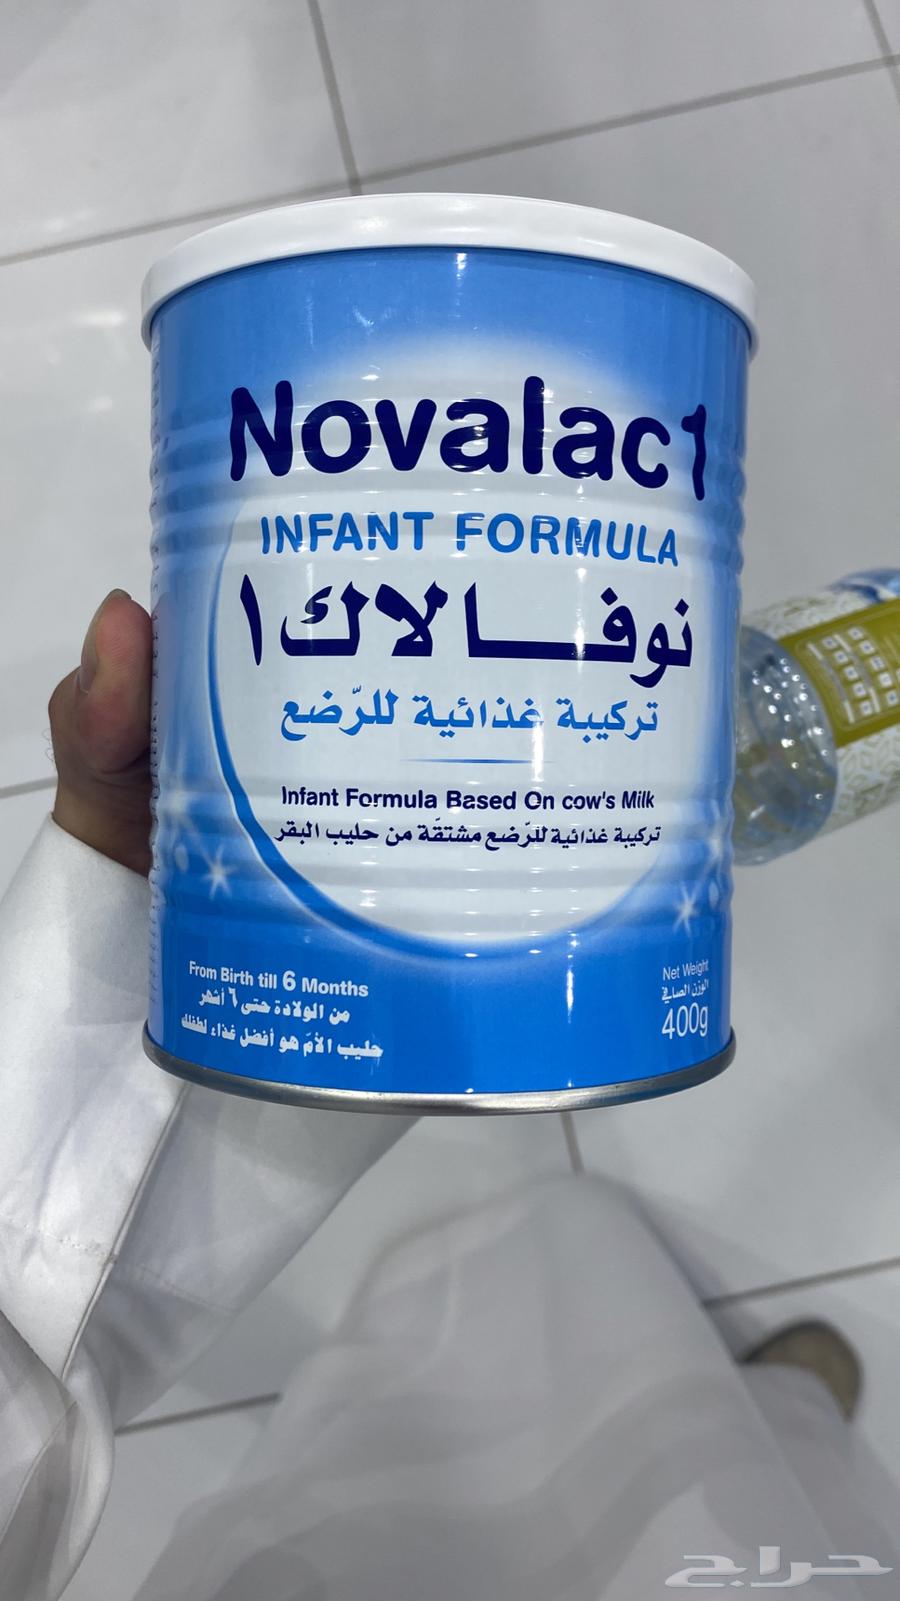 Novalac 1
INFANT FORMULA
نوفالاك ١
تركيبة غذائية للرّضع
Infant Formula Based On cow's Milk
تركيبة غذائية للرّضع مشتقّة من حليب البقر
From Birth till 6 Months
من الولادة حتى ٦ أشهر
حليب الأمّ هو أفضل غذاء لطفلك
Net Weight
الوزن الصافي
400g
حراج